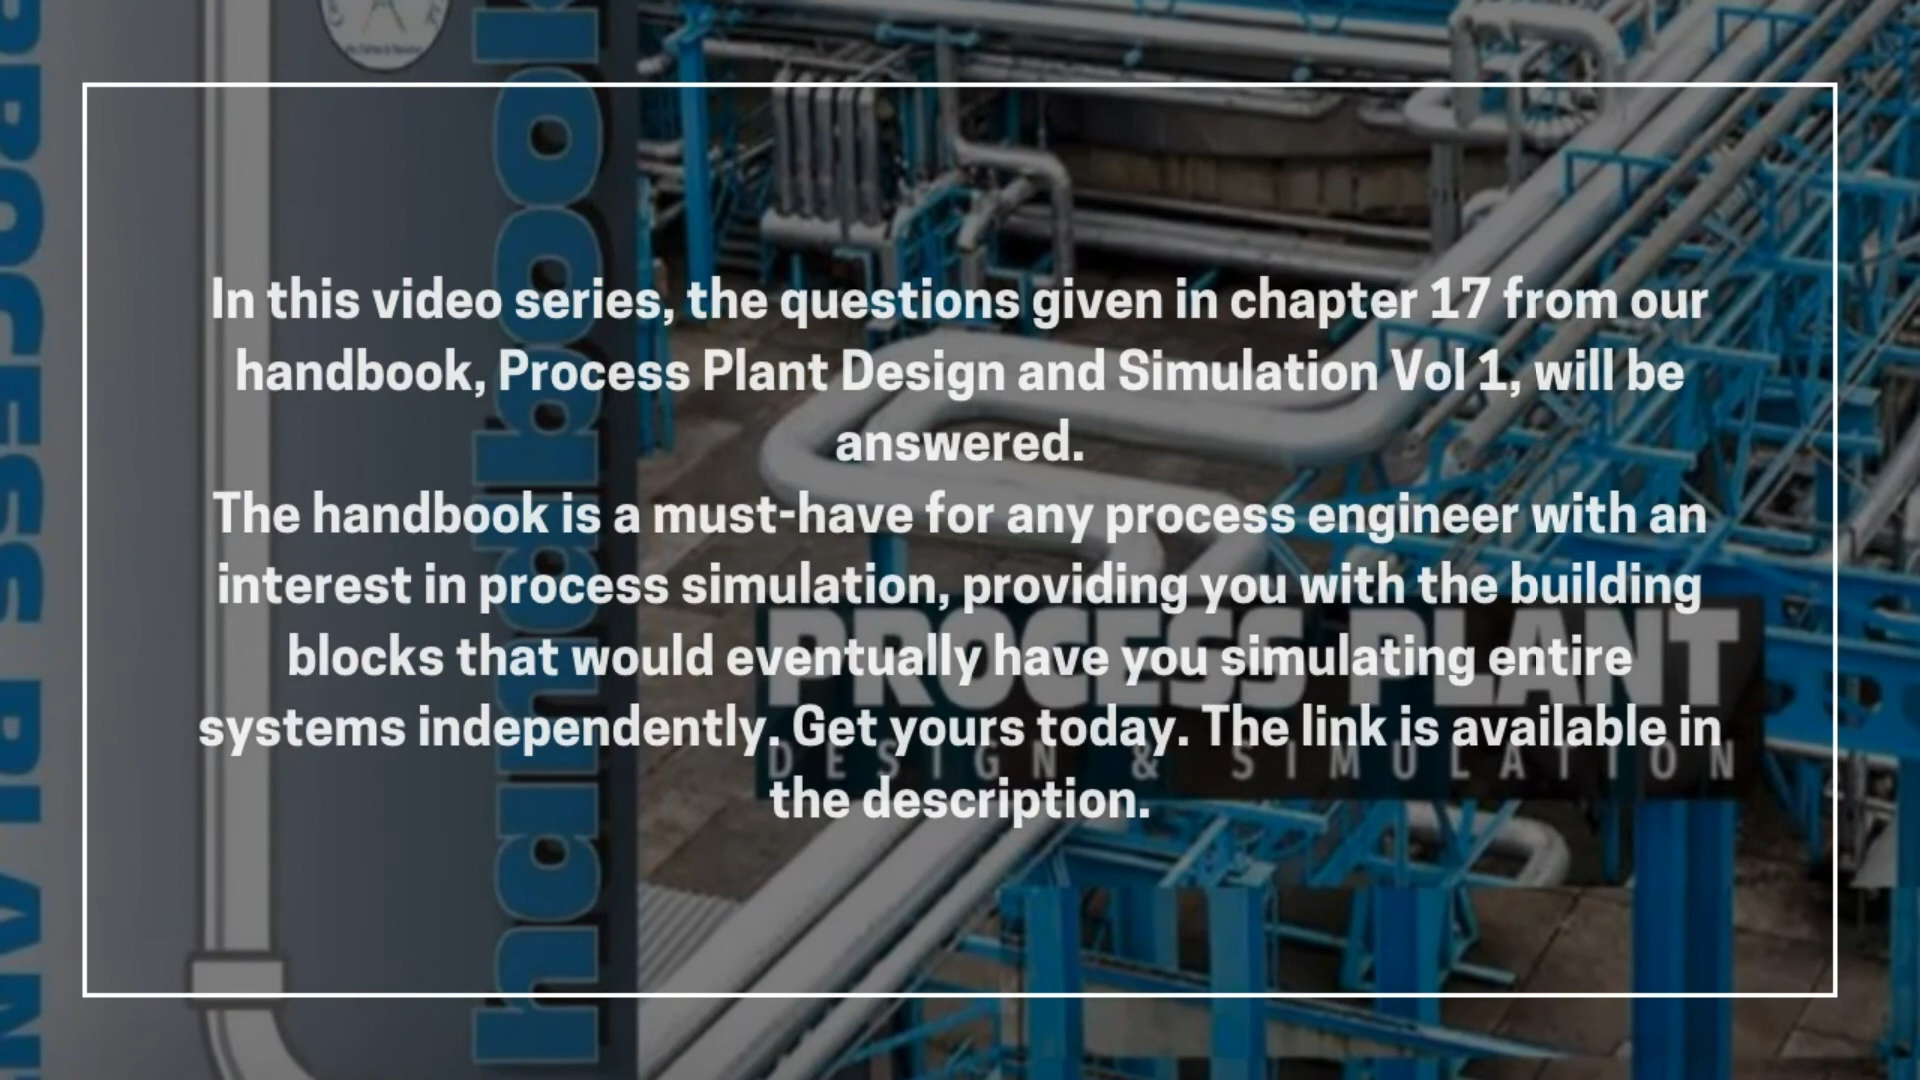 In this video series, the questions given in chapter 17 from our
handbook, Process Plant Design and Simulation Vol 1, will be
answered.
The handbook is a must-have for any process engineer with an
interest in process simulation, providing you with the building
blocks that would eventually have you simulating entire
systems independently. Get yours today. The link is available in
the description.
PROCESS PLANT
DESIGN & SIMULATION
handbook
PROCESS PLANT